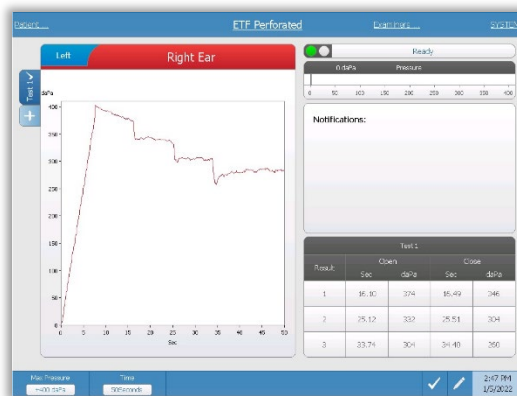 Patient ....
ETF Perforated
Examiners ....
SYSTEM
Left
Right Ear
Ready
Test 1
0 daPa Pressure
0 50 100 150 200 250 300 350 400
daPa
400
350
300
250
200
150
100
50
0
0 5 10 15 20 25 30 35 40 45 50
Sec
Notifications:
Test 1
Result Open Close
Sec daPa Sec daPa
1 16.10 374 16.49 346
2 25.12 332 25.51 304
3 33.74 304 34.40 260
Max Pressure
+400 daPa
Time
50Seconds
2:47 PM
1/5/2022